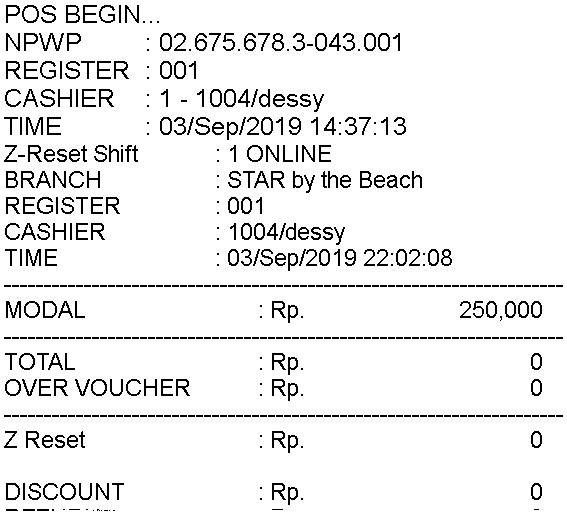 POS BEGIN...
NPWP : 02.675.678.3-043.001
REGISTER : 001
CASHIER : 1 - 1004/dessy
TIME : 03/Sep/2019 14:37:13
Z-Reset Shift : 1 ONLINE
BRANCH : STAR by the Beach
REGISTER : 001
CASHIER : 1004/dessy
TIME : 03/Sep/2019 22:02:08
MODAL : Rp. 250,000
TOTAL : Rp. 0
OVER VOUCHER : Rp. 0
Z Reset : Rp. 0
DISCOUNT : Rp. 0